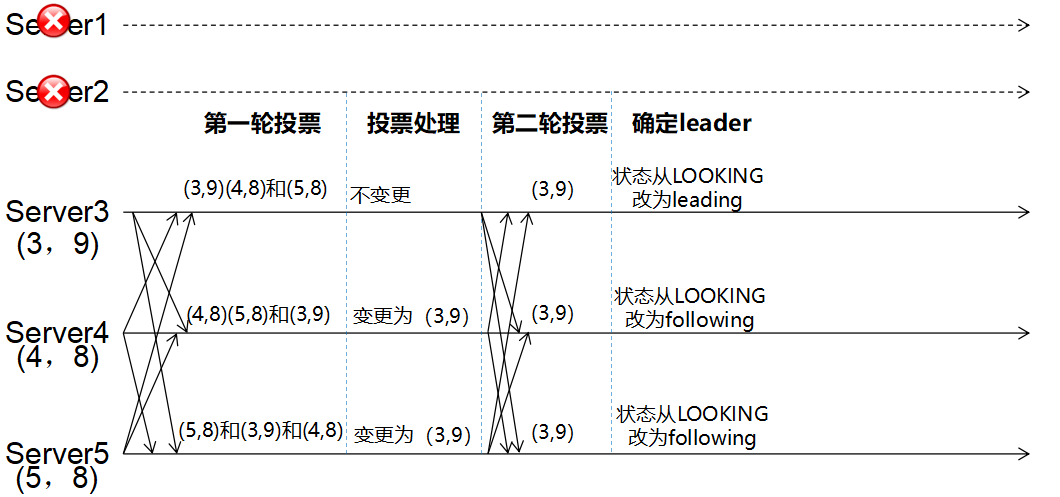 Server1
Server2
第一轮投票
投票处理
第二轮投票
确定leader
(3,9)(4,8)和(5,8)
不变更
(3,9)
状态从LOOKING
改为leading
Server3
(3，9)
(4,8)(5,8)和(3,9)
变更为（3,9）
(3,9)
状态从LOOKING
改为following
Server4
(4，8)
(5,8)和(3,9)和(4,8)
变更为（3,9）
(3,9)
状态从LOOKING
改为following
Server5
(5，8)